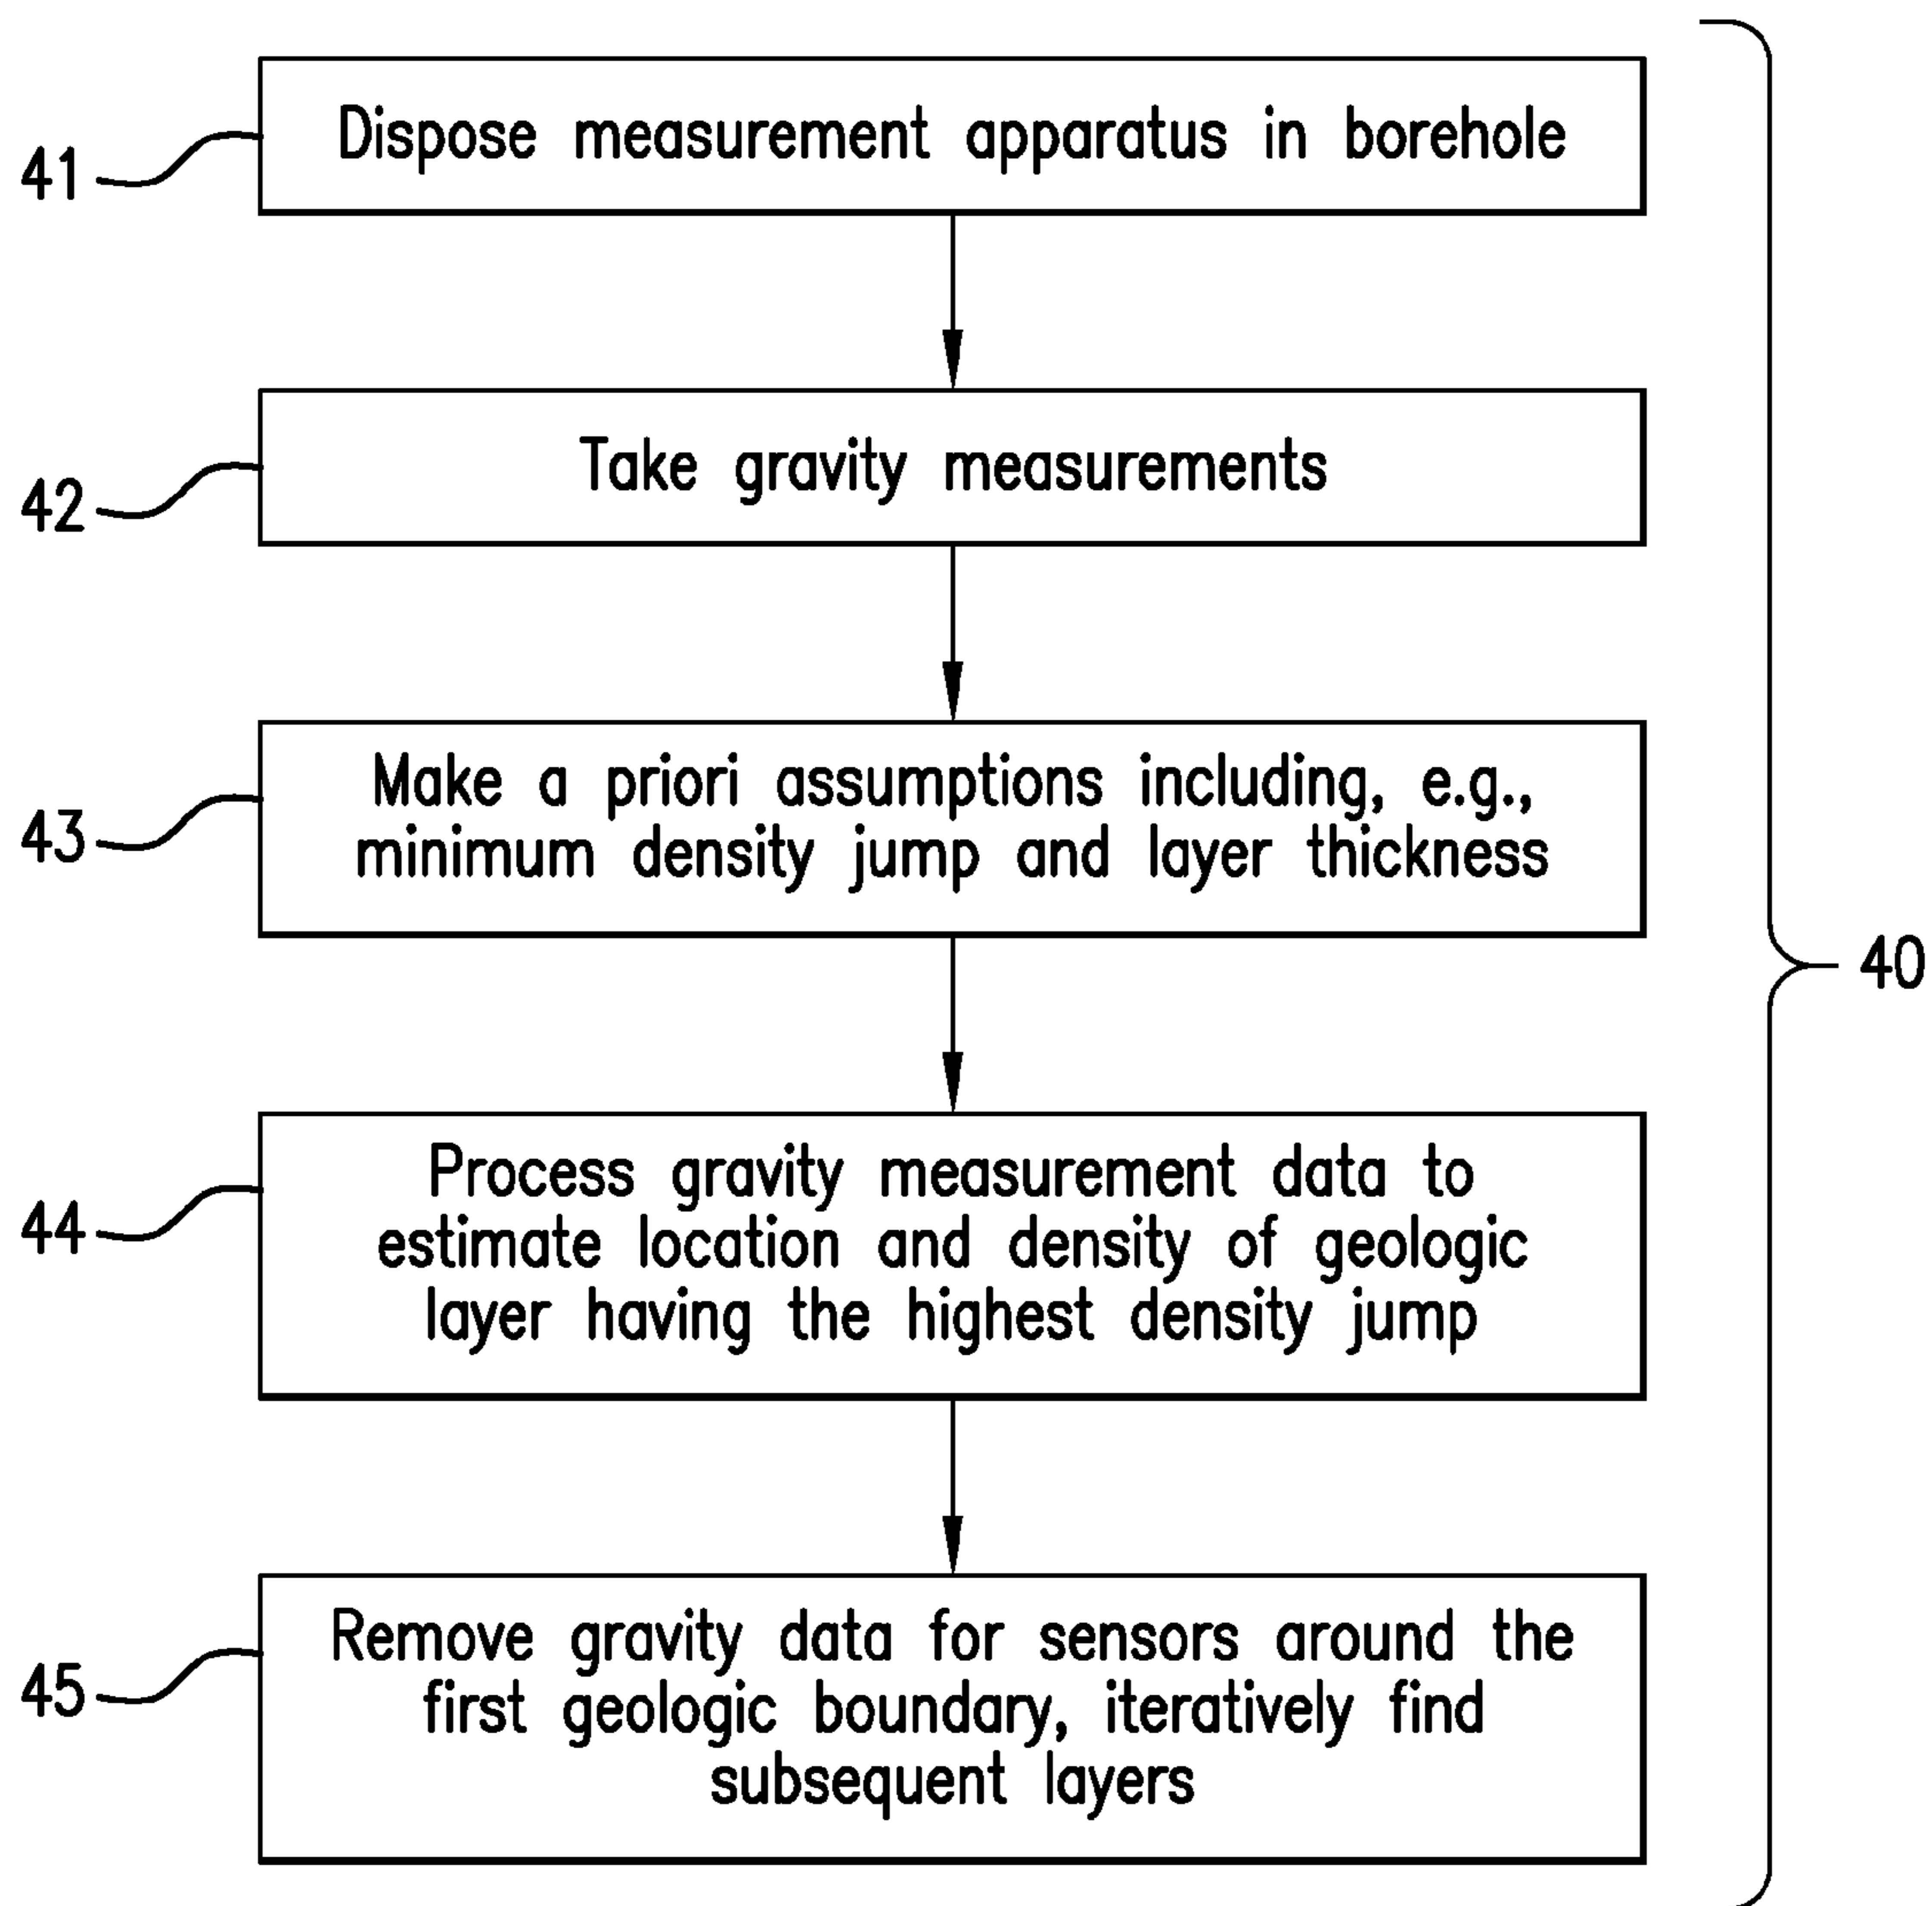 41
Dispose measurement apparatus in borehole
42
Take gravity measurements
43
Make a priori assumptions including, e.g.,
minimum density jump and layer thickness
40
44
Process gravity measurement data to
estimate location and density of geologic
layer having the highest density jump
45
Remove gravity data for sensors around the
first geologic boundary, iteratively find
subsequent layers